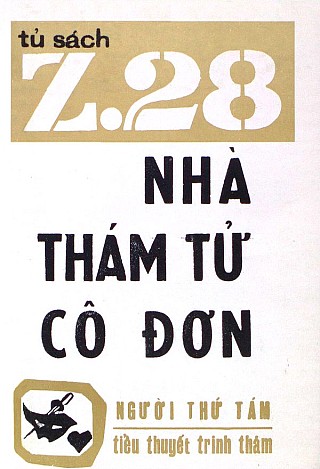 tủ sách
Z.28
NHÀ
THÁM TỬ
CÔ ĐƠN
NGƯỜI THỨ TÁM
tiểu thuyết trinh thám